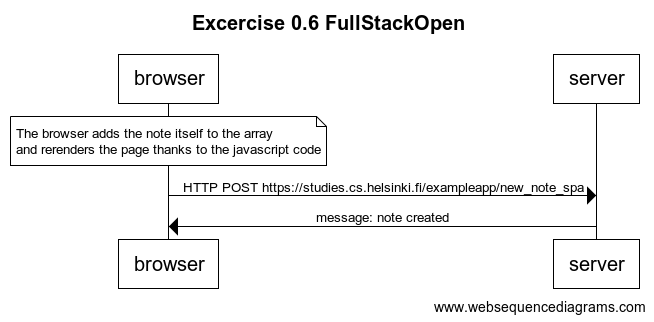 Excercise 0.6 FullStackOpen
browser
server
The browser adds the note itself to the array
and rerenders the page thanks to the javascript code
HTTP POST https://studies.cs.helsinki.fi/exampleapp/new_note_spa
message: note created
browser
server
www.websequencediagrams.com